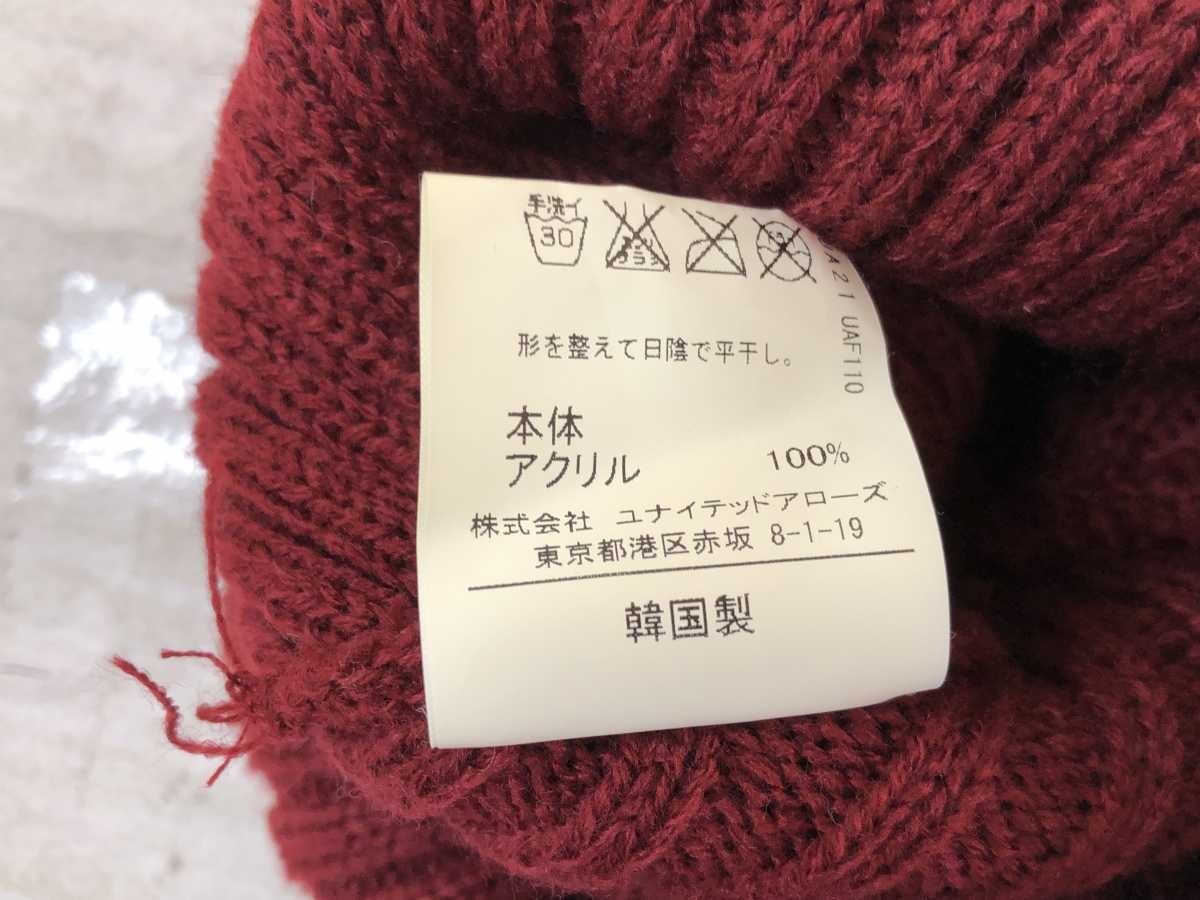 手洗イ
30
形を整えて日陰で平干し。
本体
アクリル 100%
株式会社 ユナイテッドアローズ
東京都港区赤坂 8-1-19
韓国製
A21 UAF110